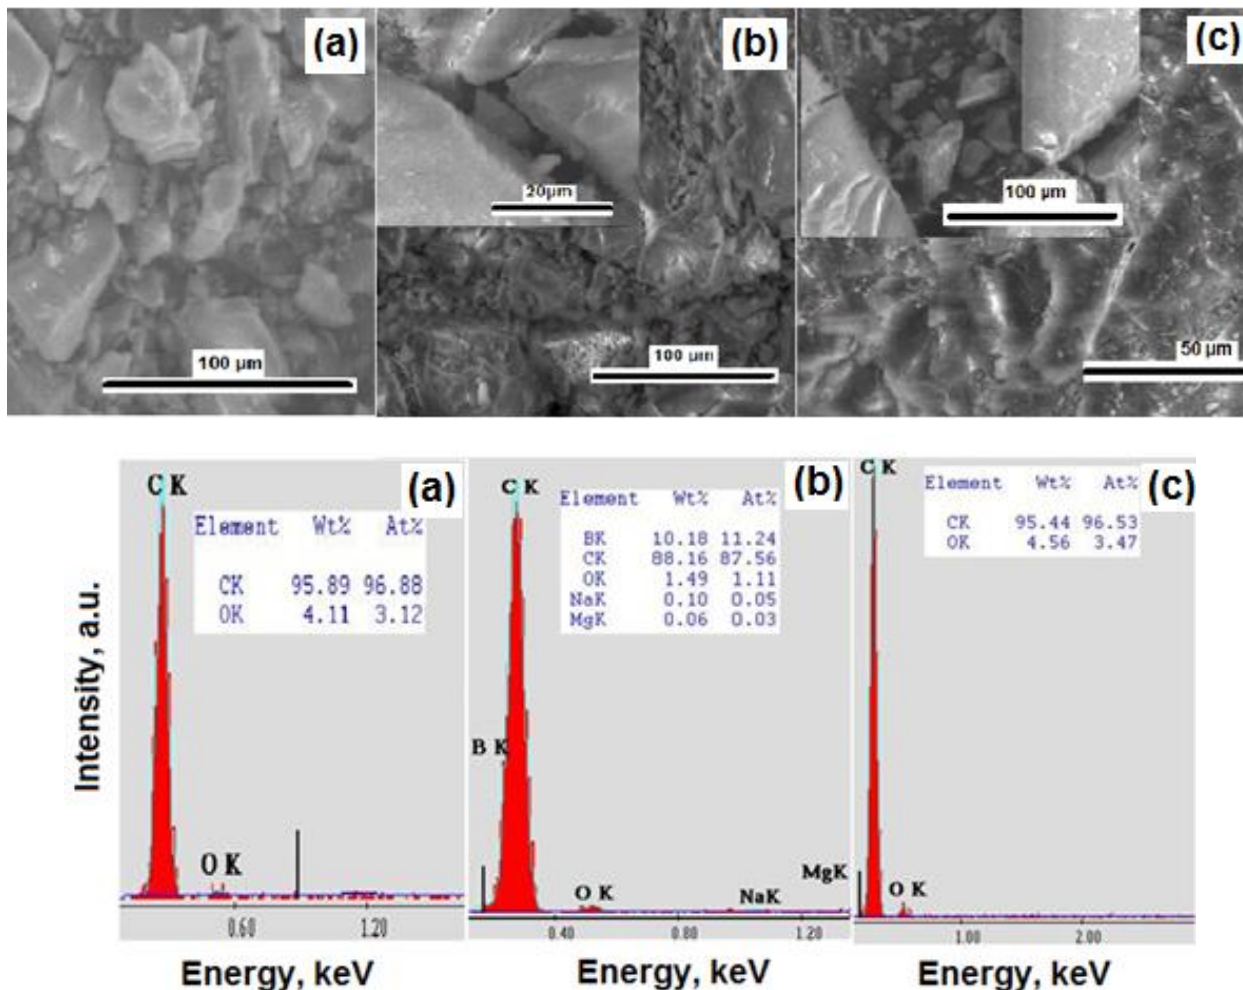 (a)
(b)
(c)
20µm
100 µm
100 µm
100 µm
50 µm
(a)
C K
Element Wt% At%
CK 95.89 96.88
OK 4.11 3.12
O K
0.60 1.20
(b)
C K
Element Wt% At%
BK 10.18 11.24
CK 88.16 87.56
OK 1.49 1.11
NaK 0.10 0.05
MgK 0.06 0.03
B K
O K
NaK
MgK
0.40 0.80 1.20
(c)
C K
Element Wt% At%
CK 95.44 96.53
OK 4.56 3.47
O K
1.00 2.00
Intensity, a.u.
Energy, keV
Energy, keV
Energy, keV